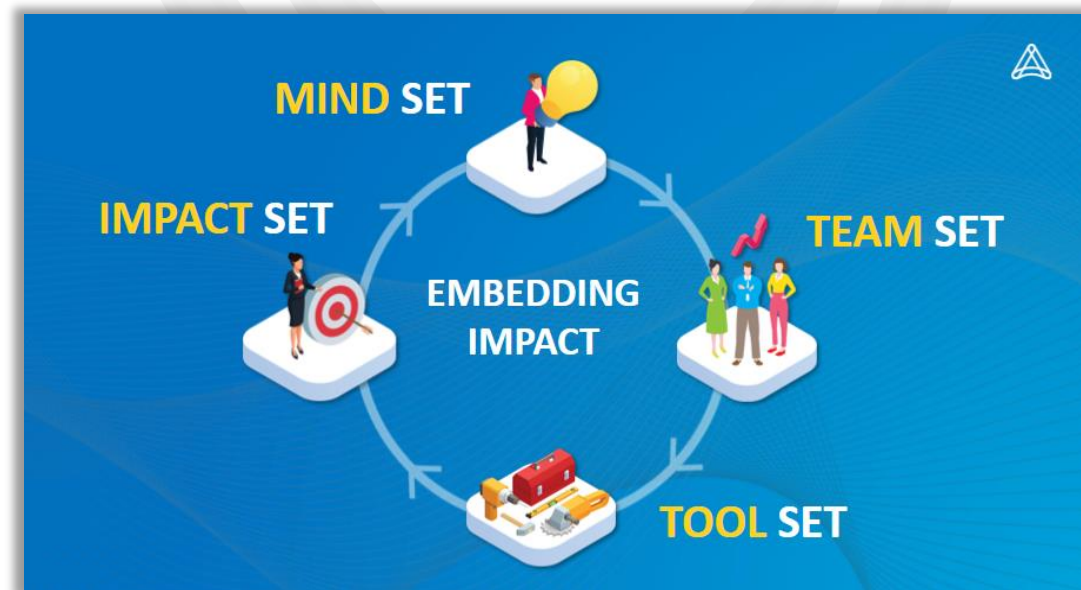 MIND SET
IMPACT SET
TEAM SET
EMBEDDING
IMPACT
TOOL SET